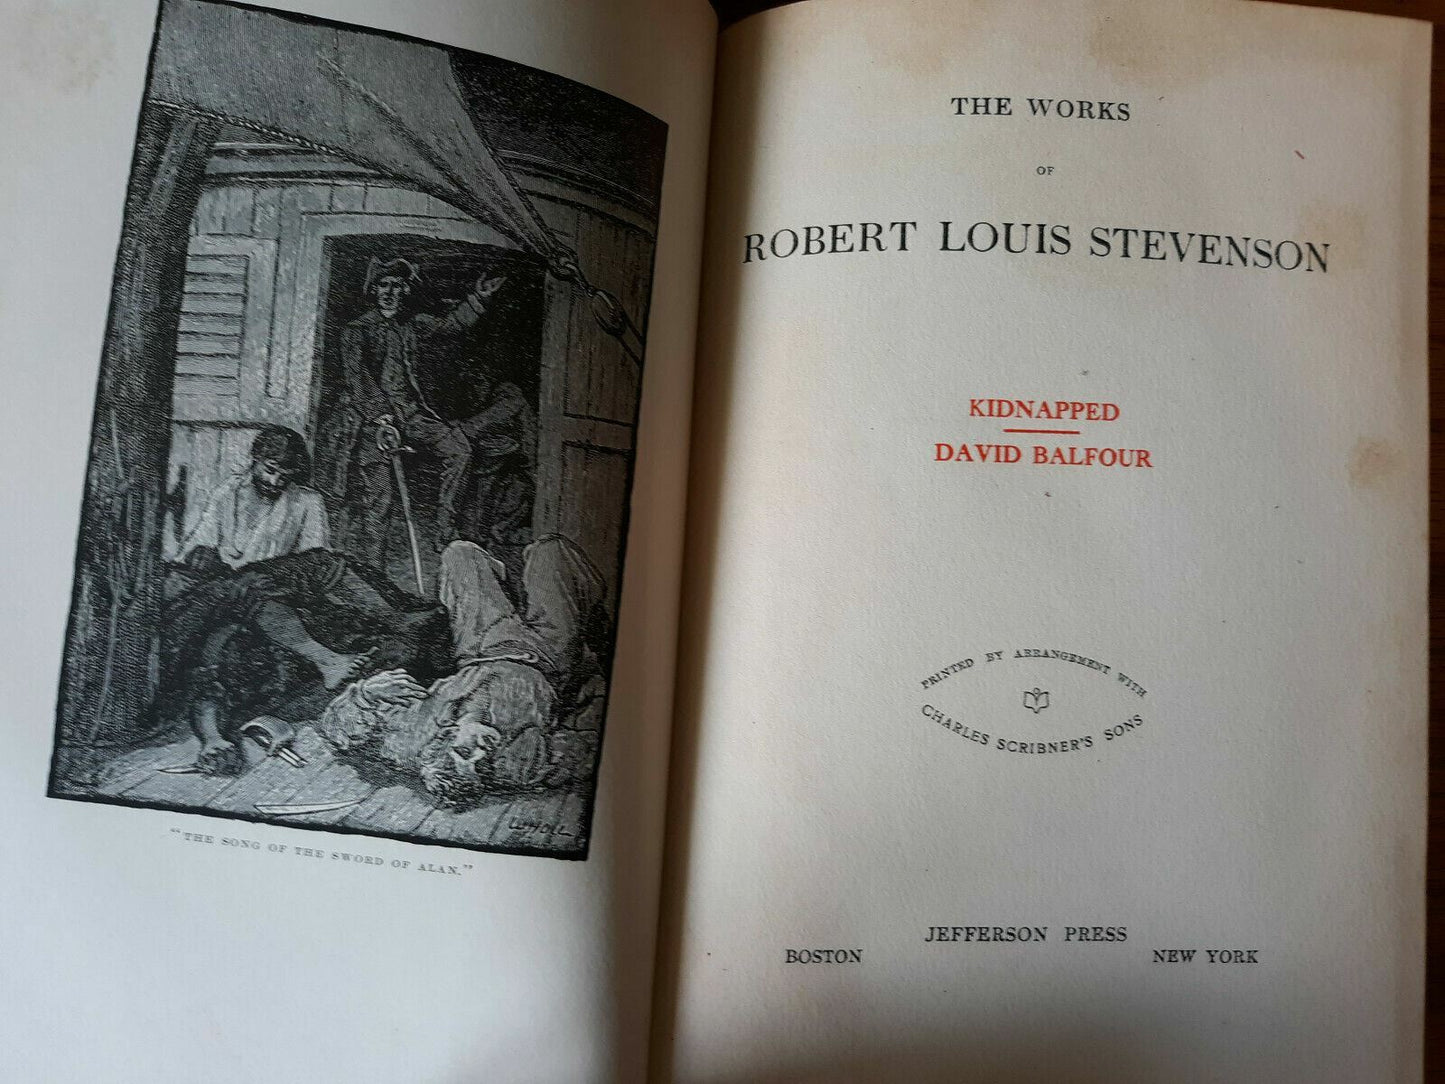 "THE SONG OF THE SWORD OF ALAN."
THE WORKS
OF
ROBERT LOUIS STEVENSON
KIDNAPPED
DAVID BALFOUR
PRINTED BY ARRANGEMENT WITH
CHARLES SCRIBNER'S SONS
JEFFERSON PRESS
BOSTON NEW YORK